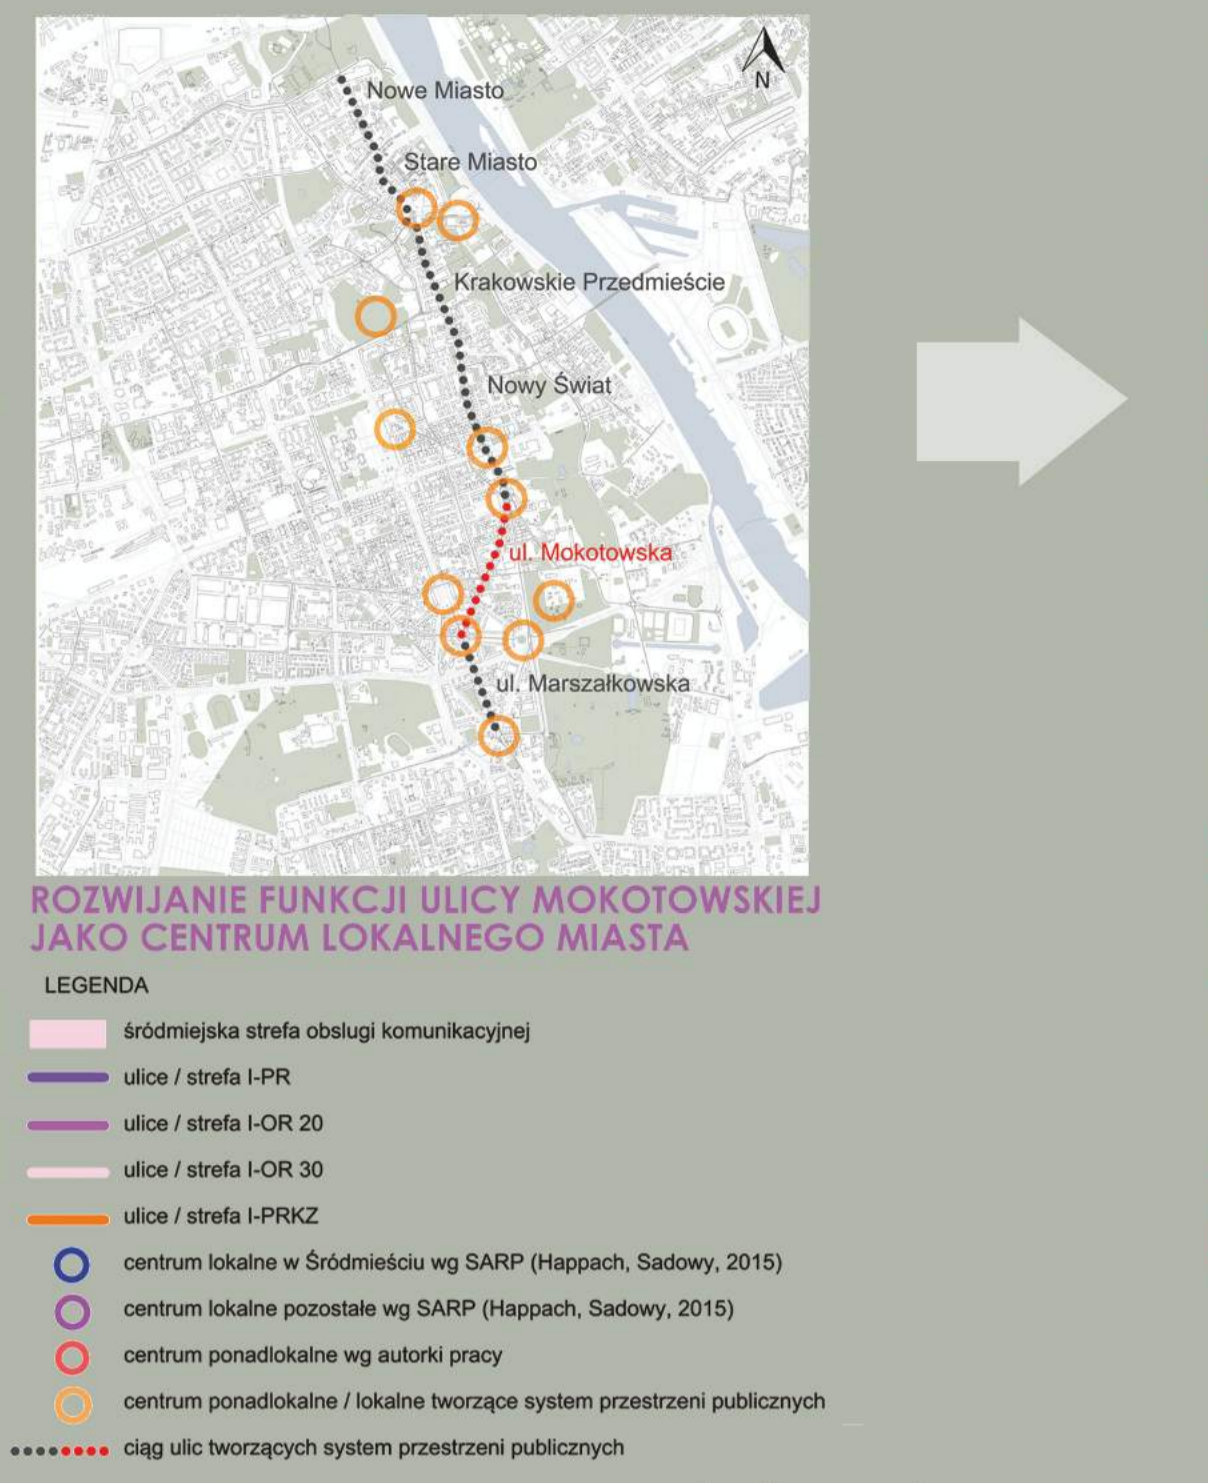 N
Nowe Miasto
Stare Miasto
Krakowskie Przedmieście
Nowy Świat
ul. Mokotowska
ul. Marszałkowska
ROZWIJANIE FUNKCJI ULICY MOKOTOWSKIEJ
JAKO CENTRUM LOKALNEGO MIASTA
LEGENDA
śródmiejska strefa obslugi komunikacyjnej
ulice / strefa I-PR
ulice / strefa I-OR 20
ulice / strefa I-OR 30
ulice / strefa I-PRKZ
centrum lokalne w Śródmieściu wg SARP (Happach, Sadowy, 2015)
centrum lokalne pozostałe wg SARP (Happach, Sadowy, 2015)
centrum ponadlokalne wg autorki pracy
centrum ponadlokalne / lokalne tworzące system przestrzeni publicznych
ciąg ulic tworzących system przestrzeni publicznych